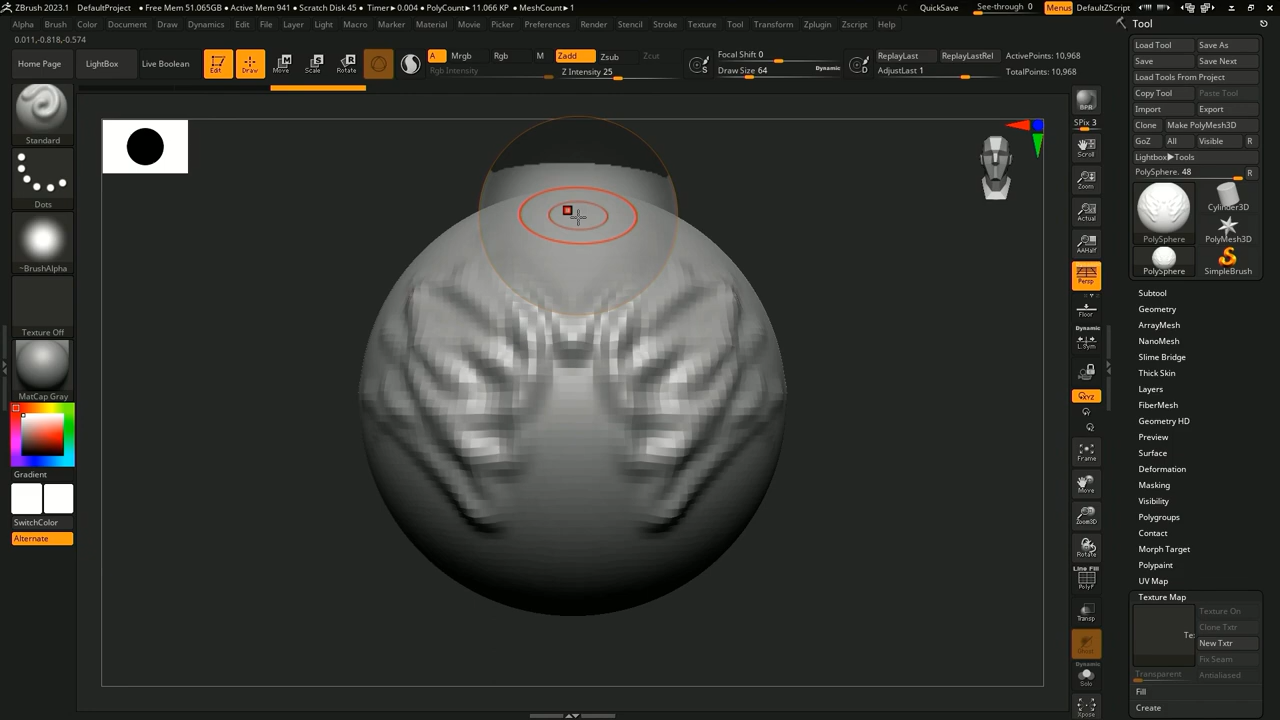 ZBrush 2023.1 DefaultProject • Free Mem 51.065GB • Active Mem 941 • Scratch Disk 45 • Timer▶0.004 • PolyCount▶11.066 KP • MeshCount▶1 AC QuickSave See-through 0 Menus DefaultZScript
Alpha Brush Color Document Draw Dynamics Edit File Layer Light Macro Marker Material Movie Picker Preferences Render Stencil Stroke Texture Tool Transform Zplugin Zscript Help
0.011,-0.818,-0.574
Home Page LightBox Live Boolean Edit Draw Move Scale Rotate
A Mrgb Rgb M Zadd Zsub Zcut
Rgb Intensity Z Intensity 25
S Focal Shift 0
Draw Size 64 Dynamic
D ReplayLast ReplayLastRel
AdjustLast 1
ActivePoints: 10,968
TotalPoints: 10,968
Standard
Dots
~BrushAlpha
Texture Off
MatCap Gray
Gradient
SwitchColor
Alternate
BPR
SPix 3
Scroll
Zoom
Actual
AAHalf
Persp
Floor
Dynamic
L.Sym
XYZ
Frame
Move
Zoom3D
Rotate
Line Fill
PolyF
Transp
Ghost
Dynamic
Solo
Xpose
Tool
Load Tool Save As
Save Save Next
Load Tools From Project
Copy Tool Paste Tool
Import Export
Clone Make PolyMesh3D
GoZ All Visible R
Lightbox▶Tools
PolySphere. 48 R
PolySphere Cylinder3D
PolyMesh3D
PolySphere SimpleBrush
Subtool
Geometry
ArrayMesh
NanoMesh
Slime Bridge
Thick Skin
Layers
FiberMesh
Geometry HD
Preview
Surface
Deformation
Masking
Visibility
Polygroups
Contact
Morph Target
Polypaint
UV Map
Texture Map
Texture On
Clone Txtr
New Txtr
Fix Seam
Transparent Antialiased
Fill
Create